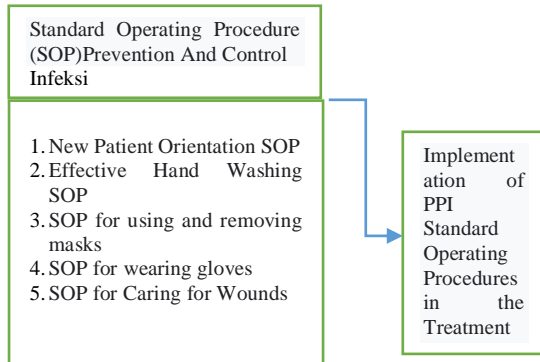 Standard Operating Procedure
(SOP)Prevention And Control
Infeksi
1. New Patient Orientation SOP
2. Effective Hand Washing
SOP
3. SOP for using and removing
masks
4. SOP for wearing gloves
5. SOP for Caring for Wounds
Implement
ation of
PPI
Standard
Operating
Procedures
in the
Treatment